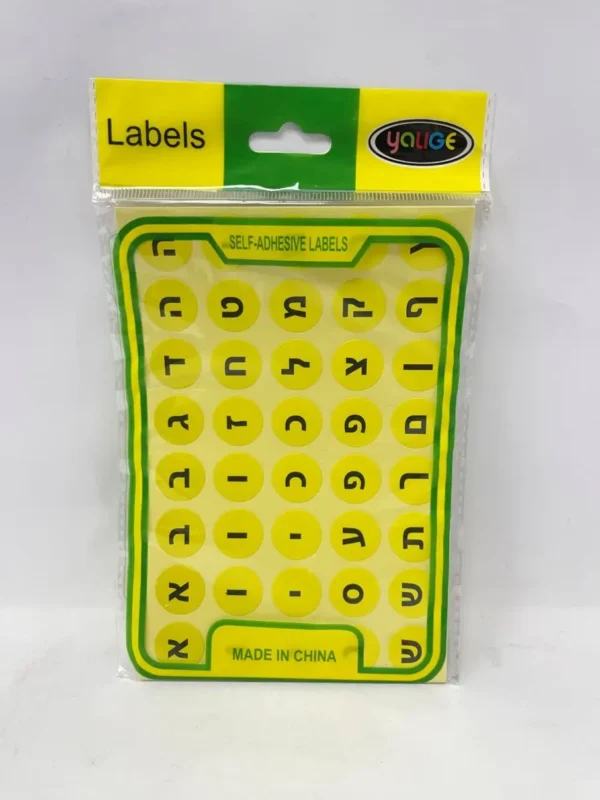 Labels
YALIGE
SELF-ADHESIVE LABELS
א א ב ב ג ד ה ה
ו ו ו ז ח ט
י י כ כ ל מ
ס ע פ פ צ ק
ש ש ת ר ם ן ף
MADE IN CHINA